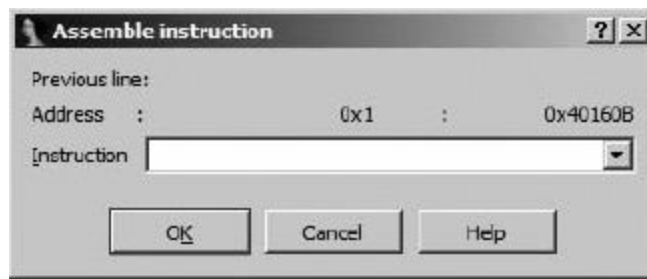 Assemble instruction ? ×
Previous line:
Address : 0x1 : 0x40160B
Instruction
OK Cancel Help